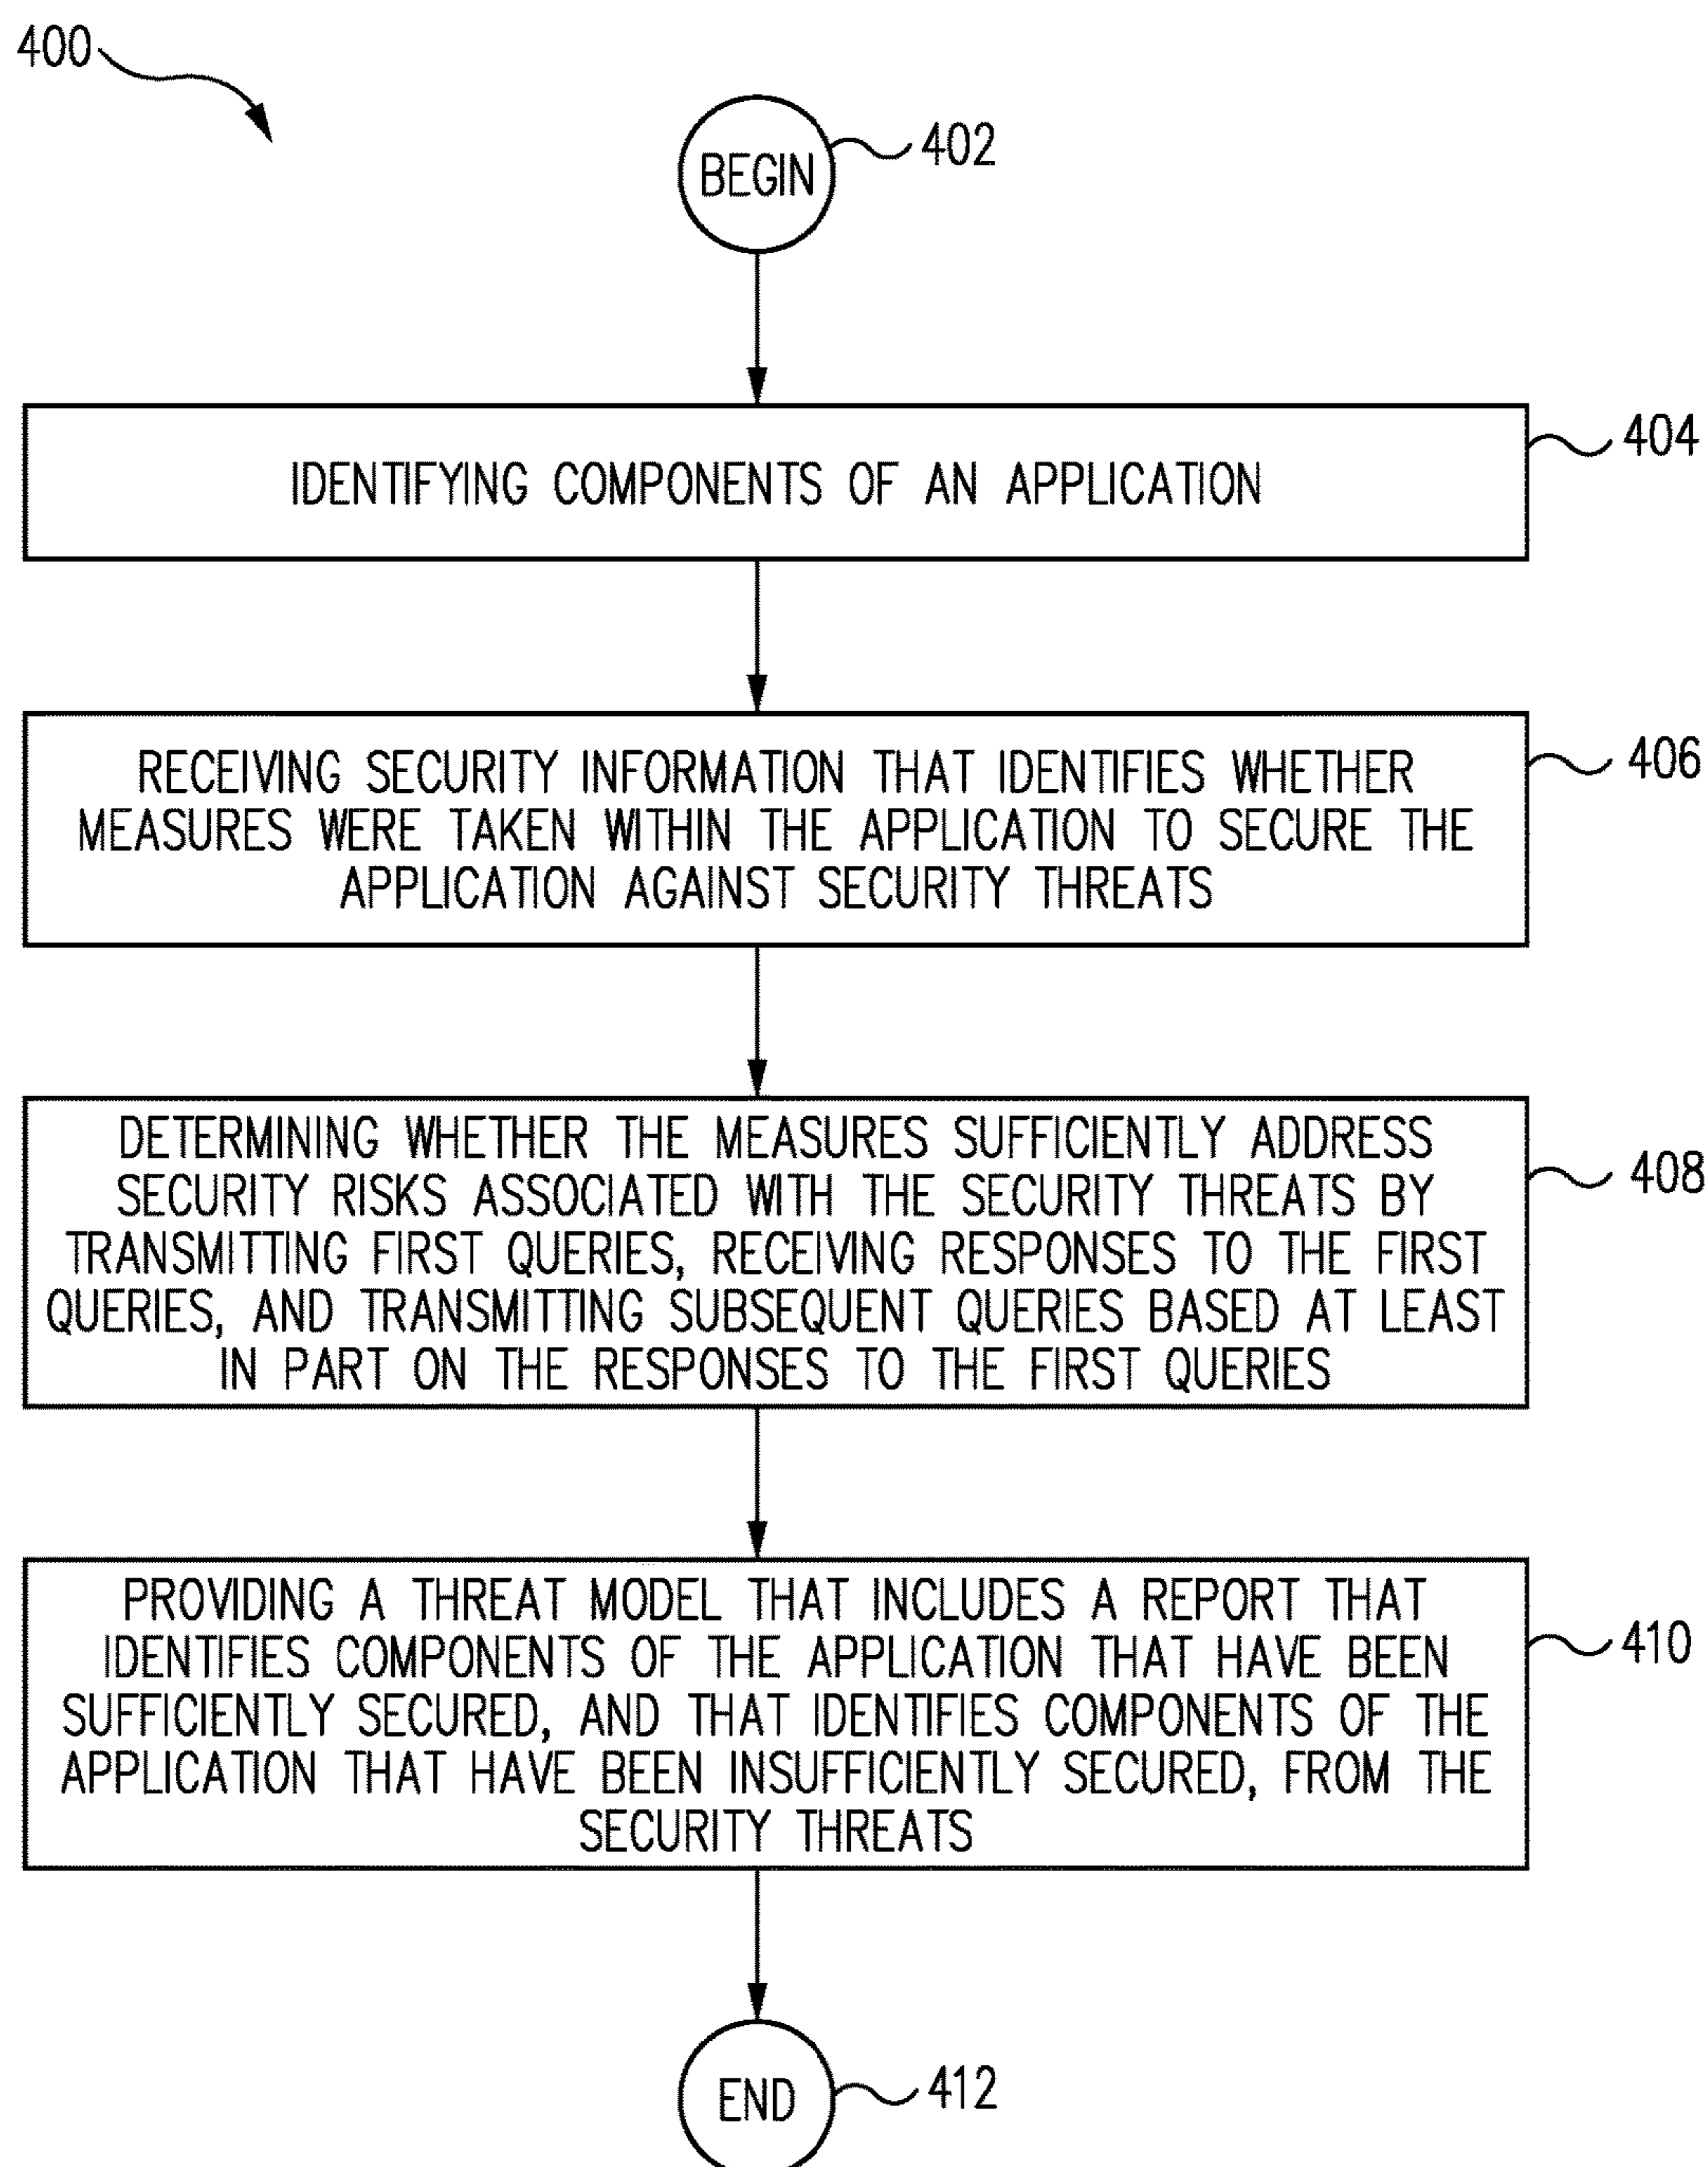 400
BEGIN
402
IDENTIFYING COMPONENTS OF AN APPLICATION
404
RECEIVING SECURITY INFORMATION THAT IDENTIFIES WHETHER
MEASURES WERE TAKEN WITHIN THE APPLICATION TO SECURE THE
APPLICATION AGAINST SECURITY THREATS
406
DETERMINING WHETHER THE MEASURES SUFFICIENTLY ADDRESS
SECURITY RISKS ASSOCIATED WITH THE SECURITY THREATS BY
TRANSMITTING FIRST QUERIES, RECEIVING RESPONSES TO THE FIRST
QUERIES, AND TRANSMITTING SUBSEQUENT QUERIES BASED AT LEAST
IN PART ON THE RESPONSES TO THE FIRST QUERIES
408
PROVIDING A THREAT MODEL THAT INCLUDES A REPORT THAT
IDENTIFIES COMPONENTS OF THE APPLICATION THAT HAVE BEEN
SUFFICIENTLY SECURED, AND THAT IDENTIFIES COMPONENTS OF THE
APPLICATION THAT HAVE BEEN INSUFFICIENTLY SECURED, FROM THE
SECURITY THREATS
410
END
412